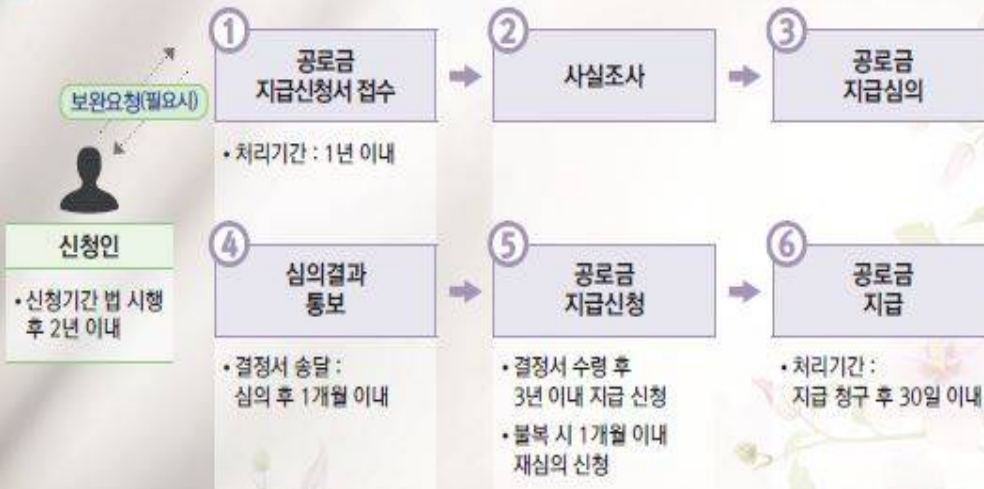 보완요청(필요시)
신청인
• 신청기간 법 시행
후 2년 이내
1
공로금
지급신청서 접수
• 처리기간 : 1년 이내
2
사실조사
3
공로금
지급심의
4
심의결과
통보
• 결정서 송달 :
심의 후 1개월 이내
5
공로금
지급신청
• 결정서 수령 후
3년 이내 지급 신청
• 불복 시 1개월 이내
재심의 신청
6
공로금
지급
• 처리기간 :
지급 청구 후 30일 이내